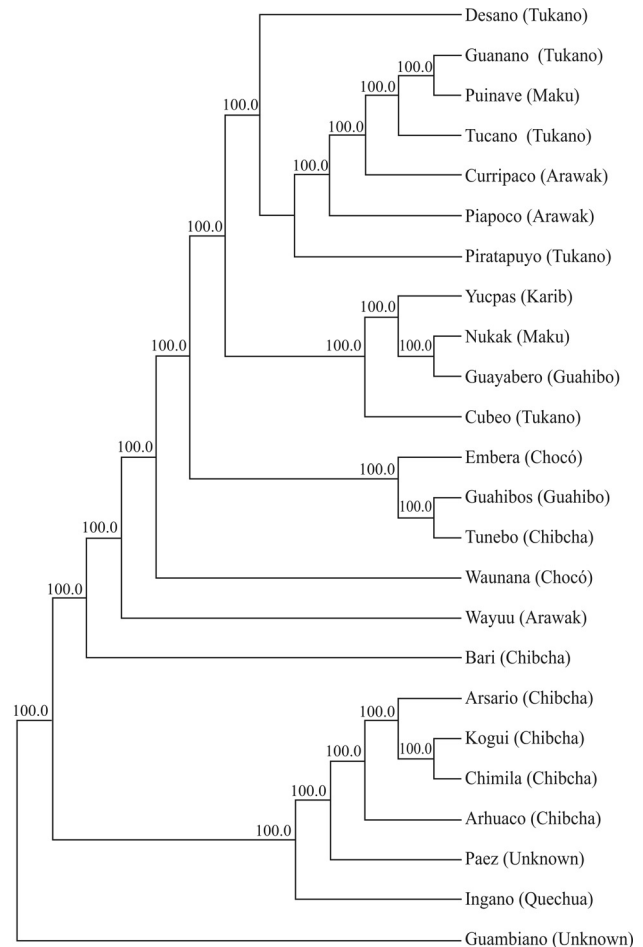 Desano (Tukano)
Guanano (Tukano)
100.0
Puinave (Maku)
100.0
100.0
Tucano (Tukano)
100.0
Curripaco (Arawak)
100.0
Piapoco (Arawak)
100.0
Piratapuyo (Tukano)
Yucpas (Karib)
100.0
Nukak (Maku)
100.0
100.0
100.0
Guayabero (Guahibo)
Cubeo (Tukano)
100.0
Embera (Chocó)
100.0
Guahibos (Guahibo)
100.0
Tunebo (Chibcha)
100.0
Waunana (Chocó)
100.0
Wayuu (Arawak)
Bari (Chibcha)
Arsario (Chibcha)
100.0
100.0
Kogui (Chibcha)
100.0
100.0
Chimila (Chibcha)
100.0
Arhuaco (Chibcha)
100.0
Paez (Unknown)
Ingano (Quechua)
Guambiano (Unknown)